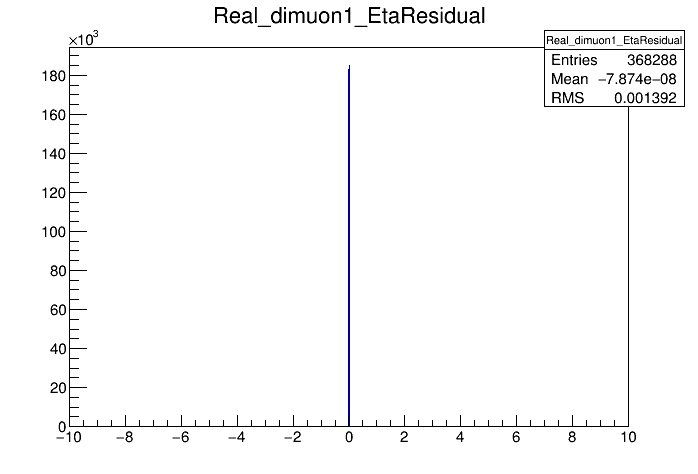 Real_dimuon1_EtaResidual
×10³
Real_dimuon1_EtaResidual
Entries 368288
Mean −7.874e−08
RMS 0.001392
180
160
140
120
100
80
60
40
20
0
−10 −8 −6 −4 −2 0 2 4 6 8 10